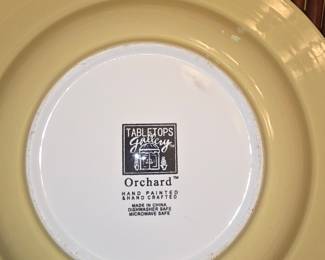 TABLETOPS
Gallery
Orchard™
HAND PAINTED
& HAND CRAFTED
MADE IN CHINA
DISHWASHER SAFE
MICROWAVE SAFE